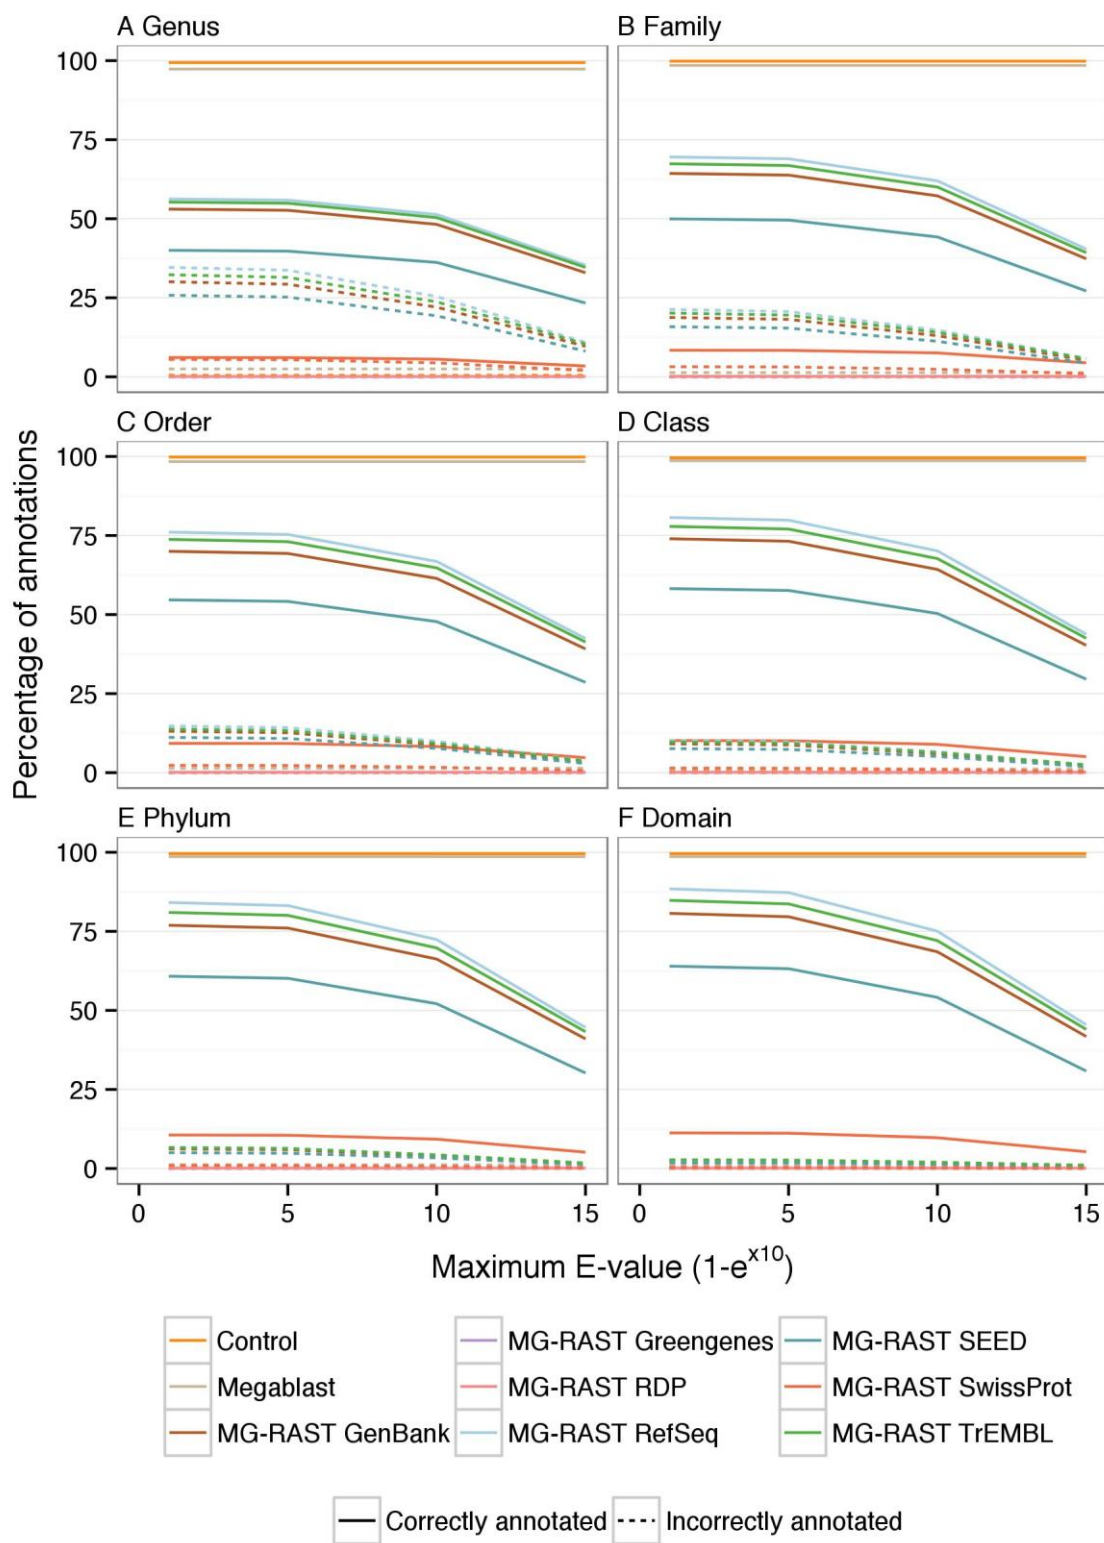 A Genus
B Family
100
75
50
25
0
C Order
D Class
100
75
50
25
0
Percentage of annotations
E Phylum
F Domain
100
75
50
25
0
0 5 10 15
0 5 10 15
Maximum E-value (1-e^x10)
Control
MG-RAST Greengenes
MG-RAST SEED
Megablast
MG-RAST RDP
MG-RAST SwissProt
MG-RAST GenBank
MG-RAST RefSeq
MG-RAST TrEMBL
Correctly annotated
Incorrectly annotated